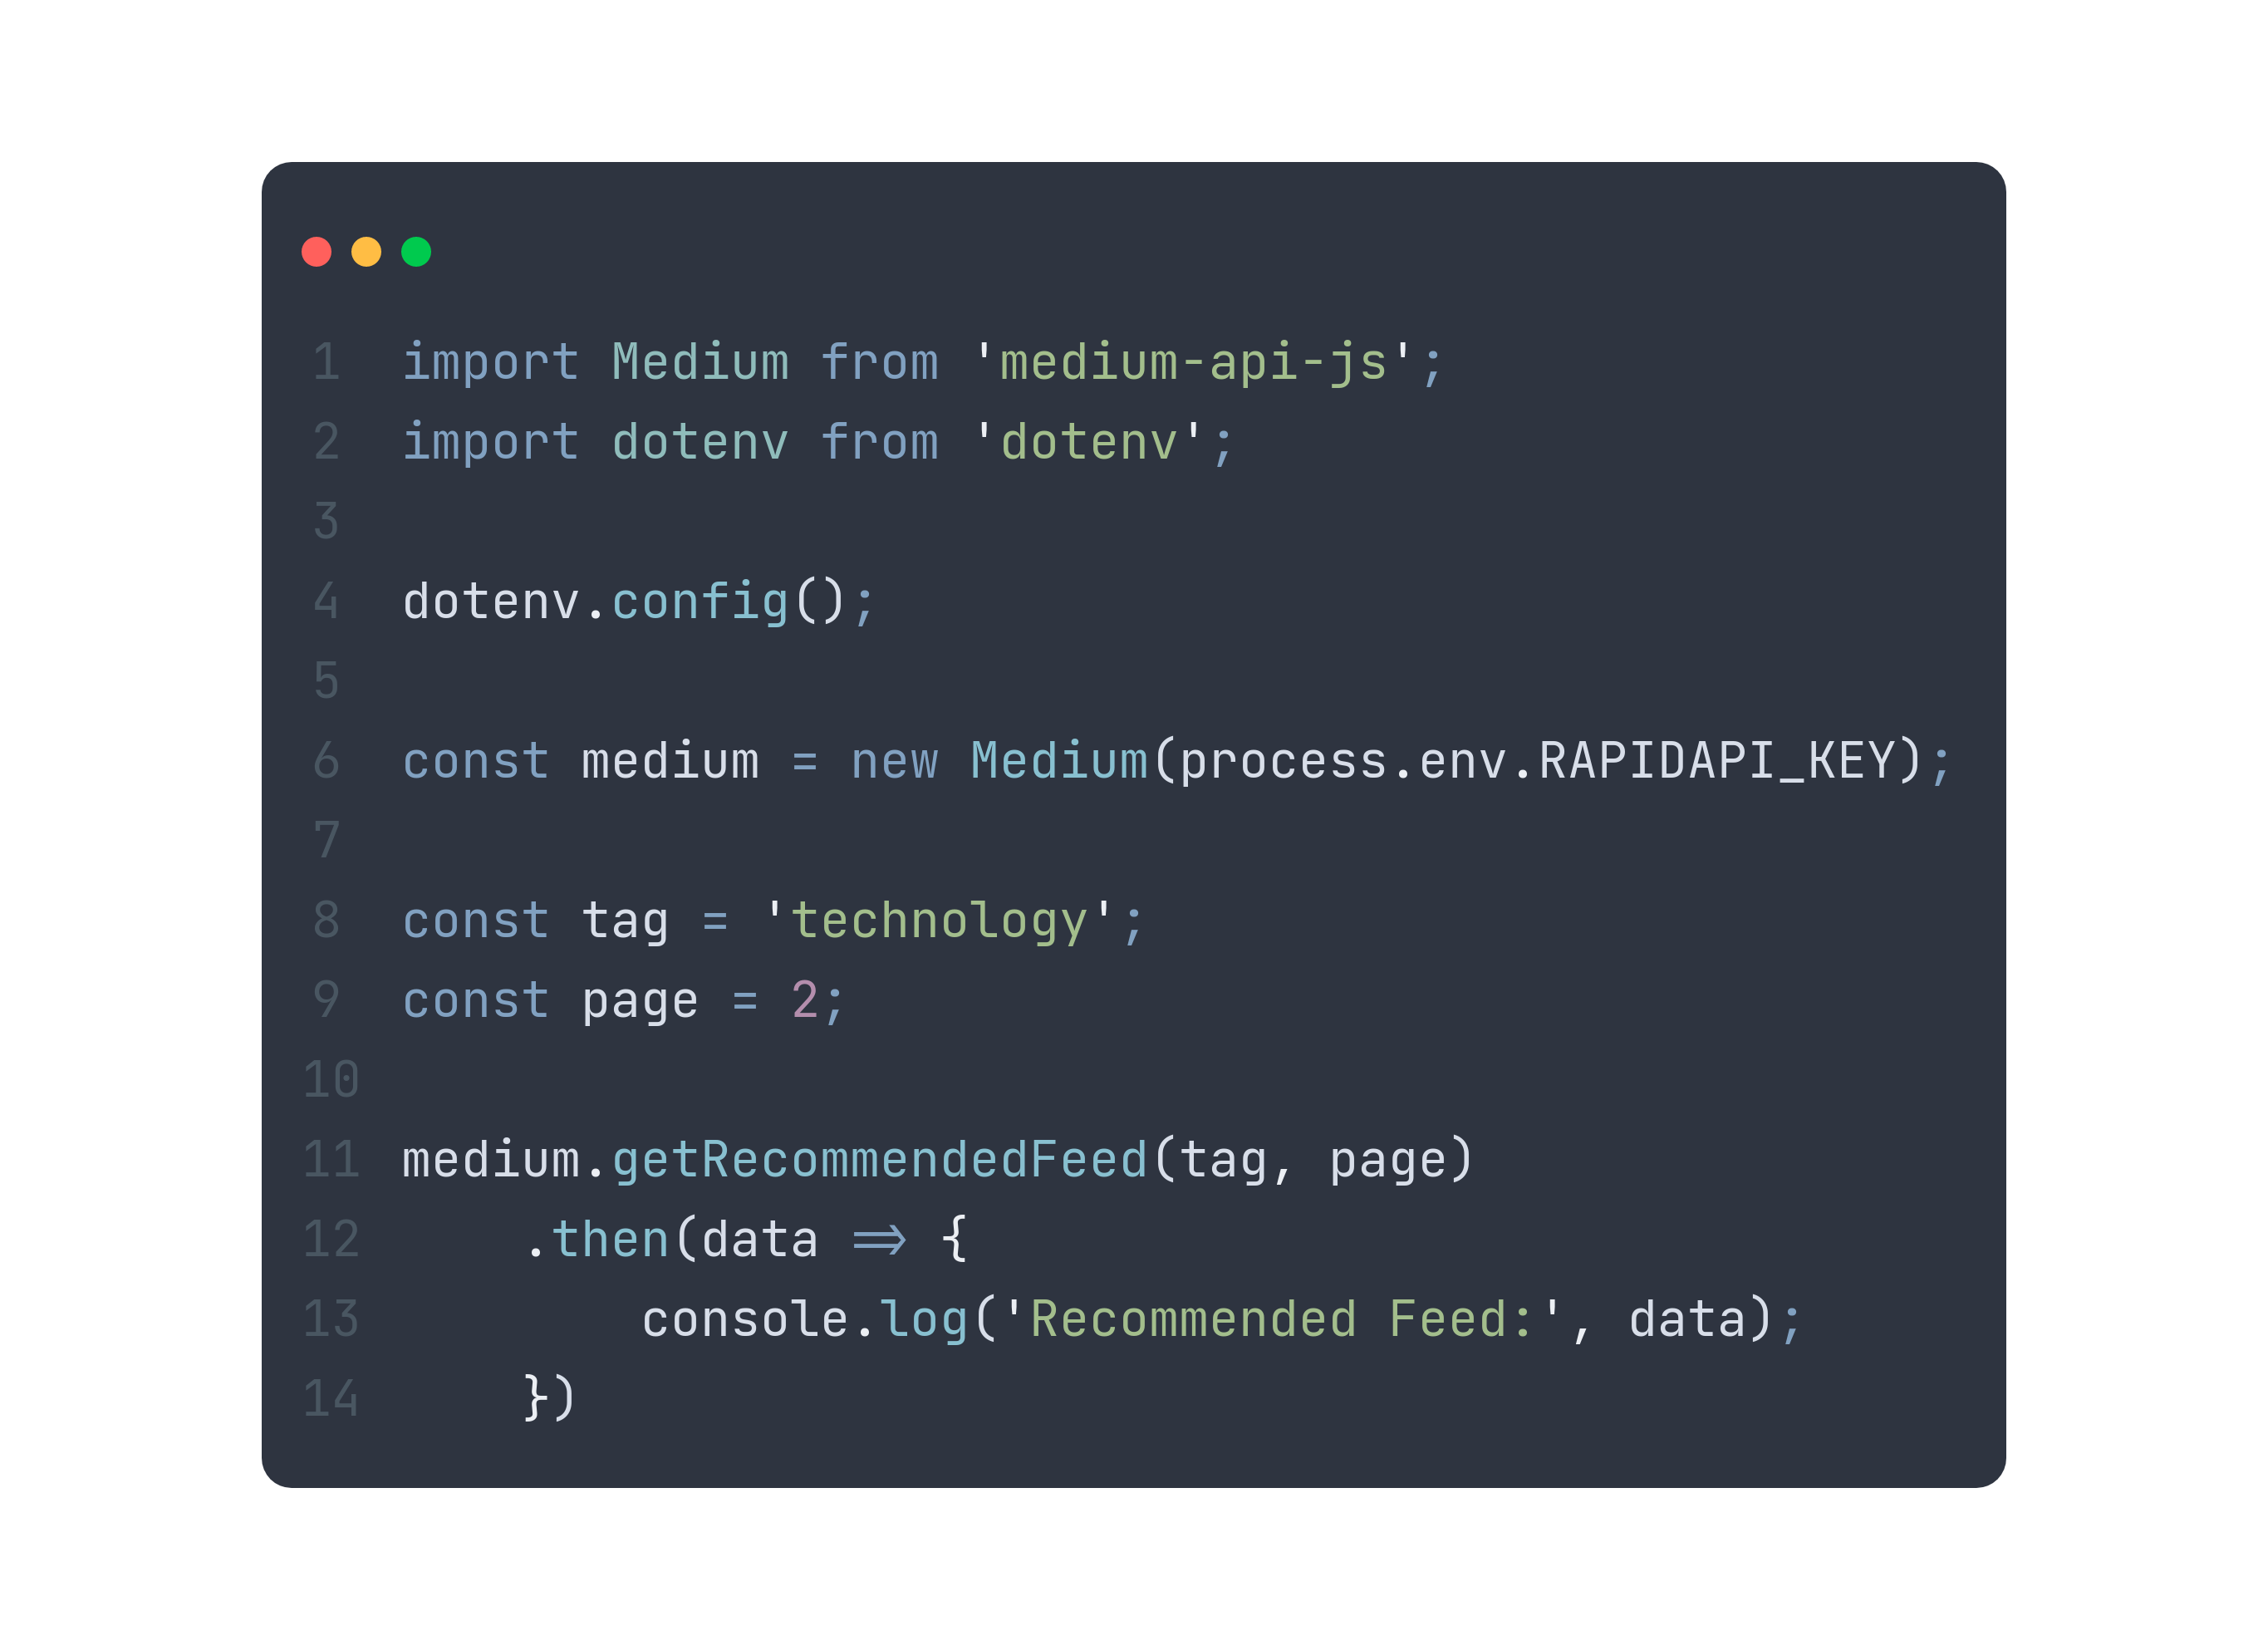 1 import Medium from 'medium-api-js';
2 import dotenv from 'dotenv';
3
4 dotenv.config();
5
6 const medium = new Medium(process.env.RAPIDAPI_KEY);
7
8 const tag = 'technology';
9 const page = 2;
10
11 medium.getRecommendedFeed(tag, page)
12     .then(data => {
13         console.log('Recommended Feed:', data);
14     })